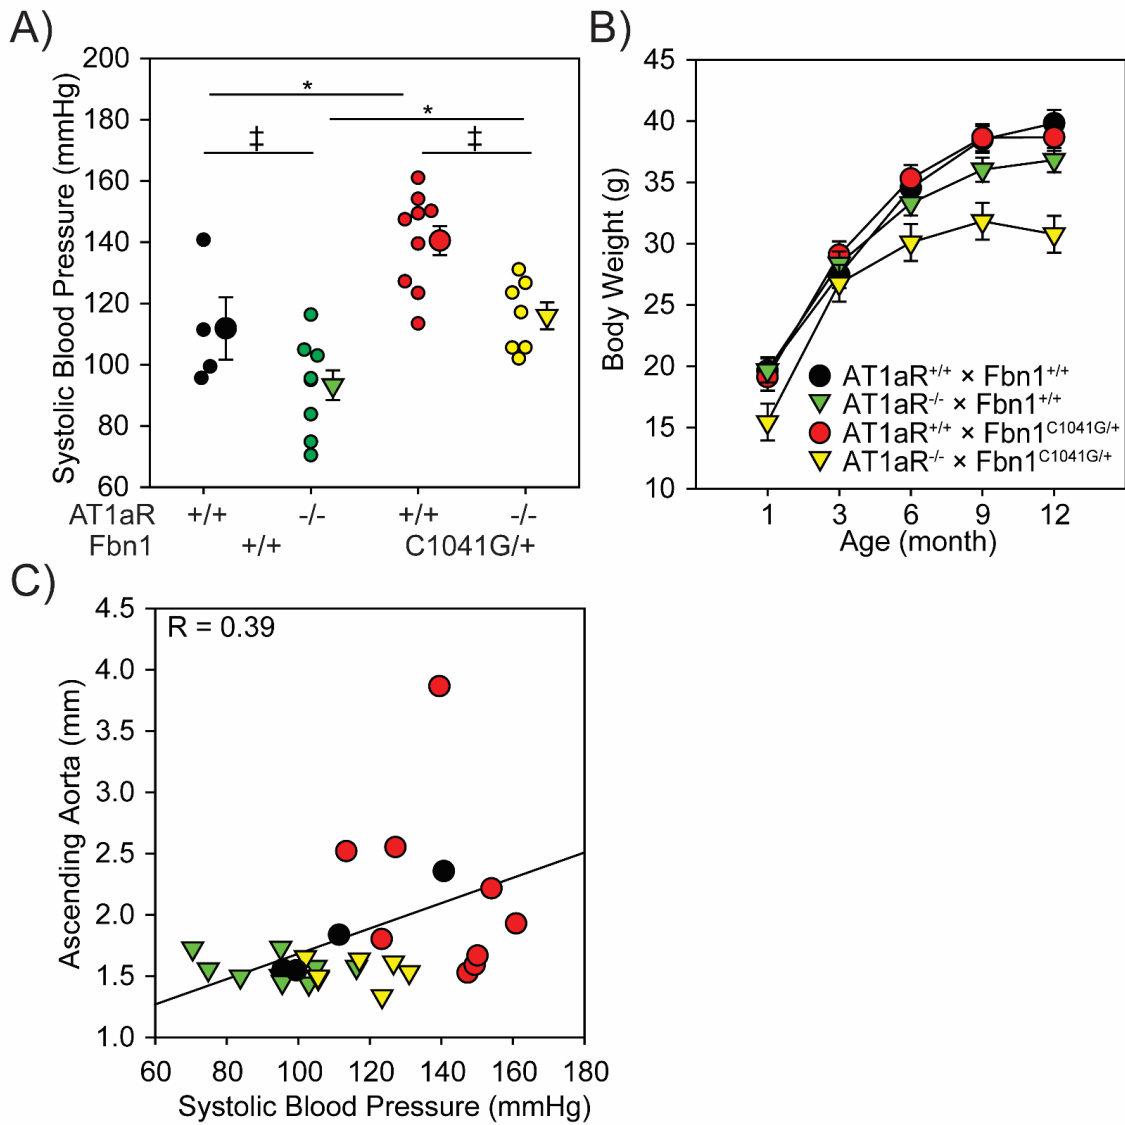 A)
Systolic Blood Pressure (mmHg)
200
180
160
140
120
100
80
60
*
*
‡
‡
AT1aR +/+ -/- +/+ -/-
Fbn1 +/+ C1041G/+
B)
Body Weight (g)
45
40
35
30
25
20
15
10
AT1aR+/+ × Fbn1+/+
AT1aR-/- × Fbn1+/+
AT1aR+/+ × Fbn1C1041G/+
AT1aR-/- × Fbn1C1041G/+
1 3 6 9 12
Age (month)
C)
Ascending Aorta (mm)
4.5
4.0
3.5
3.0
2.5
2.0
1.5
1.0
R = 0.39
60 80 100 120 140 160 180
Systolic Blood Pressure (mmHg)